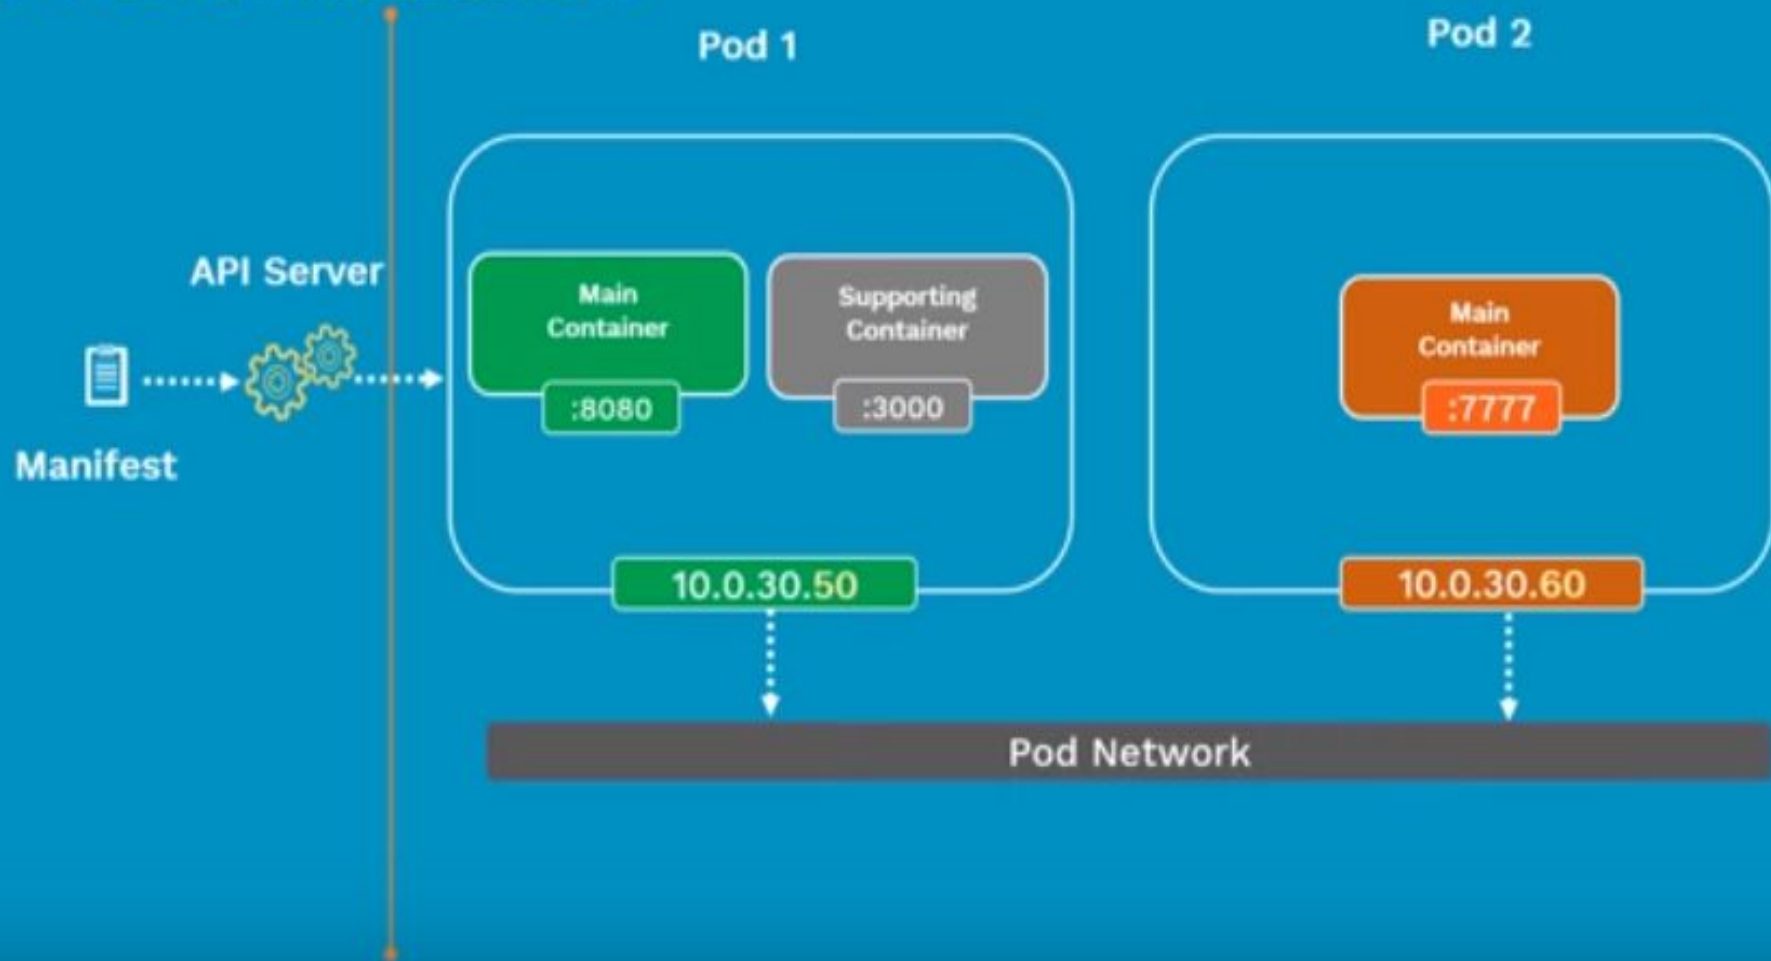 Pod 1
Pod 2
API Server
Manifest
Main
Container
:8080
Supporting
Container
:3000
Main
Container
:7777
10.0.30.50
10.0.30.60
Pod Network